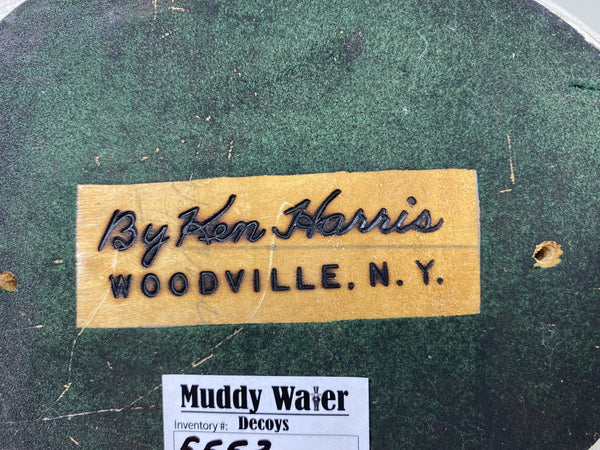 By Ken Harris
WOODVILLE, N.Y.
Muddy Water
Decoys
Inventory#: